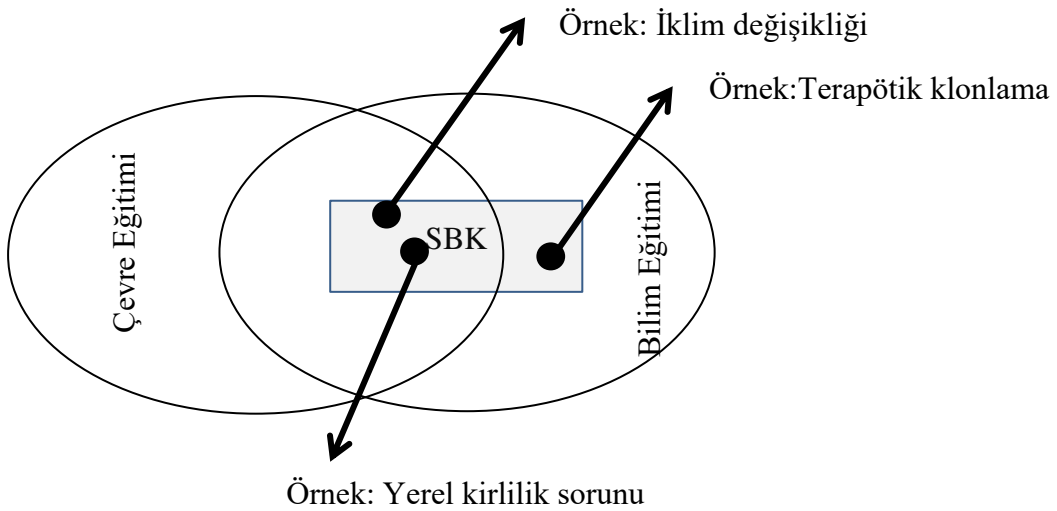 Örnek: İklim değişikliği
Örnek:Terapötik klonlama
Çevre Eğitimi
SBK
Bilim Eğitimi
Örnek: Yerel kirlilik sorunu